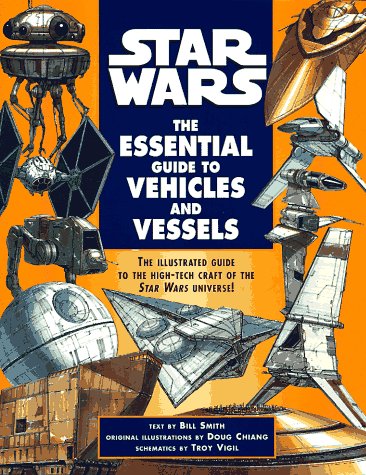 STAR
WARS
THE
ESSENTIAL
GUIDE TO
VEHICLES
AND
VESSELS
THE ILLUSTRATED GUIDE
TO THE HIGH-TECH CRAFT OF THE
STAR WARS UNIVERSE!
TEXT BY BILL SMITH
ORIGINAL ILLUSTRATIONS BY DOUG CHIANG
SCHEMATICS BY TROY VIGIL